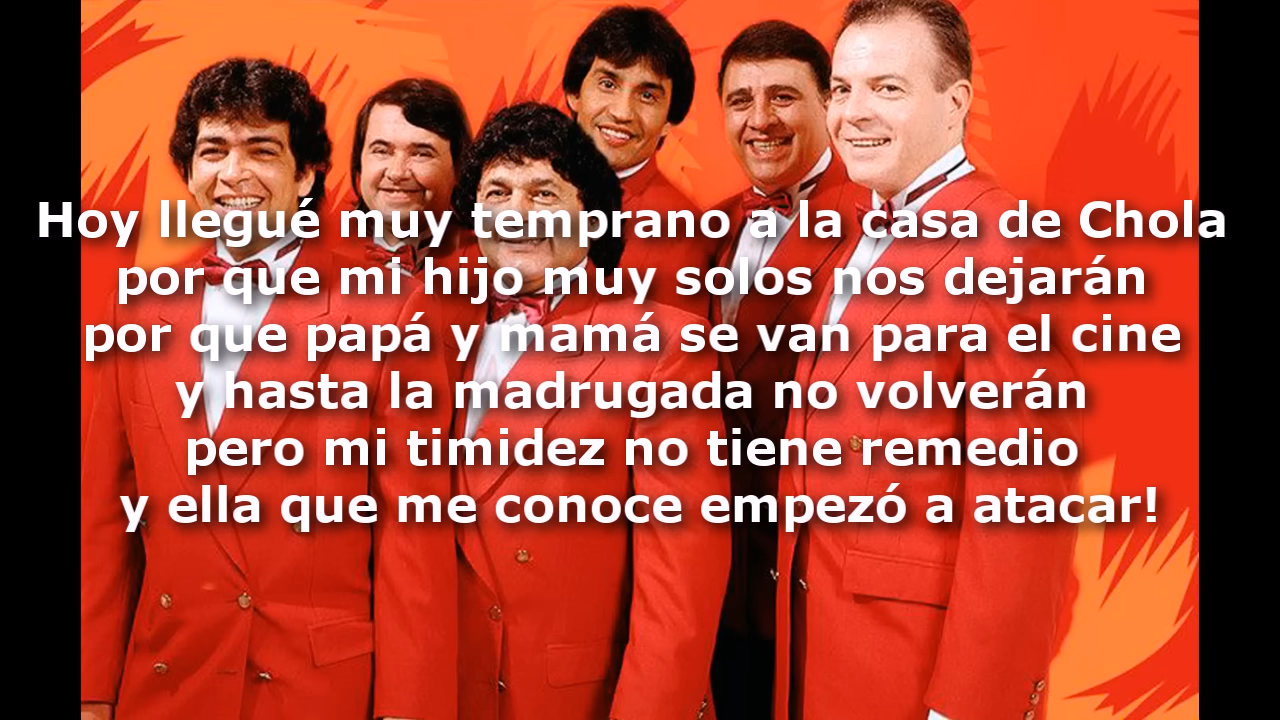 Hoy llegué muy temprano a la casa de Chola
por que mi hijo muy solos nos dejarán
por que papá y mamá se van para el cine
y hasta la madrugada no volverán
pero mi timidez no tiene remedio
y ella que me conoce empezó a atacar!